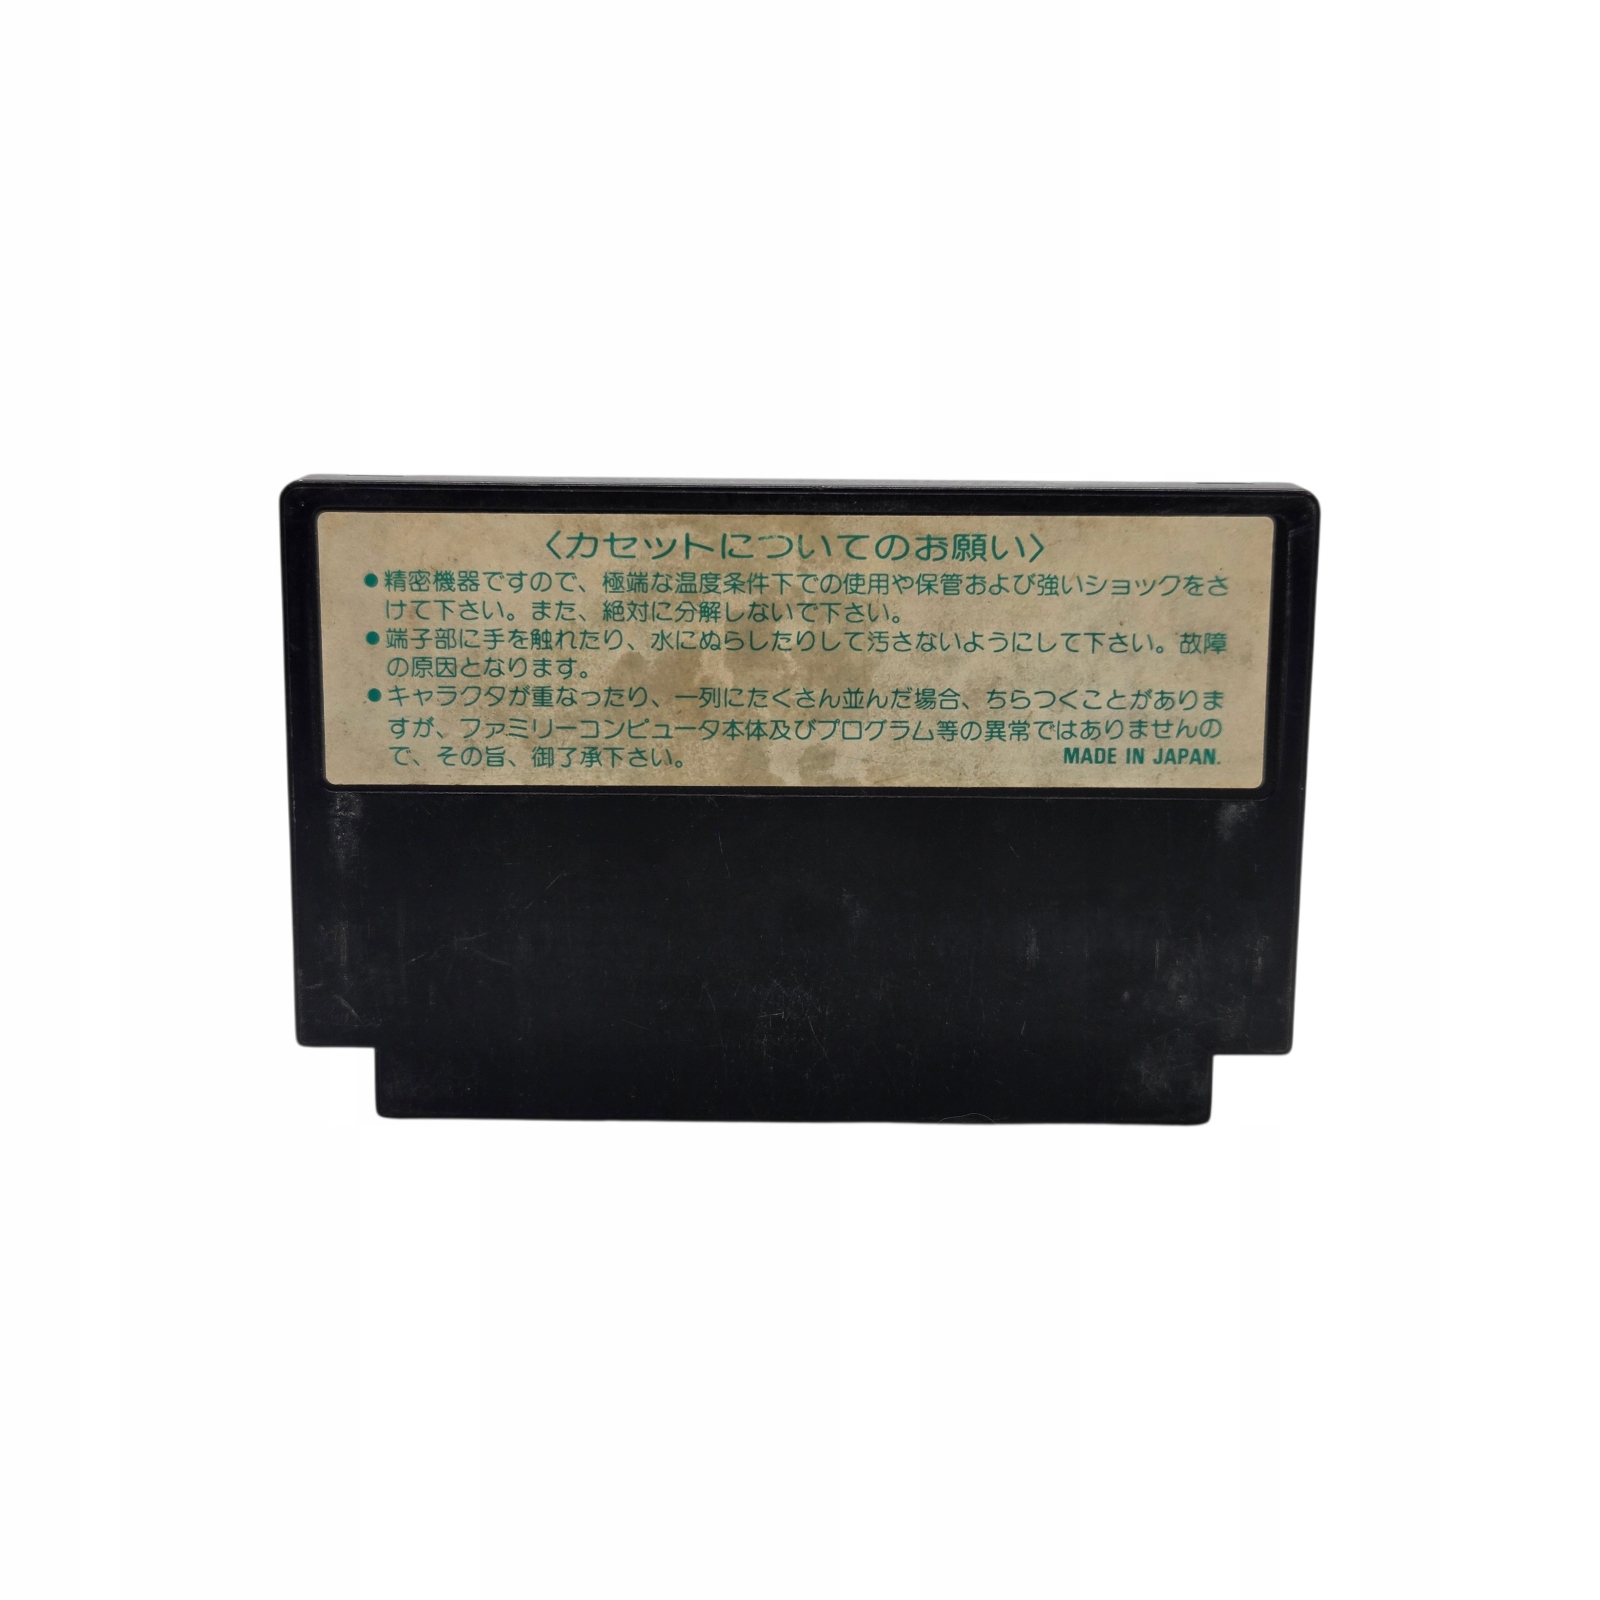 〈カセットについてのお願い〉
●精密機器ですので、極端な温度条件下での使用や保管および強いショックをさ
けて下さい。また、絶対に分解しないで下さい。
●端子部に手を触れたり、水にぬらしたりして汚さないようにして下さい。故障
の原因となります。
●キャラクタが重なったり、一列にたくさん並んだ場合、ちらつくことがありま
すが、ファミリーコンピュータ本体及びプログラム等の異常ではありませんの
で、その旨、御了承下さい。 MADE IN JAPAN.